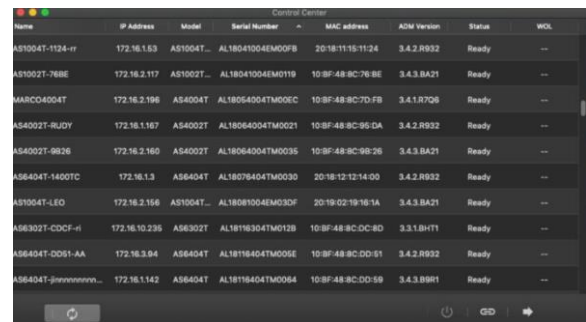 Control Center
Name IP Address Model Serial Number MAC address ADM Version Status WOL
AS1004T-1124-rr 172.16.1.53 AS1004T... AL18041004EM00FB 20:18:11:15:11:24 3.4.2.R932 Ready --
AS1002T-76BE 172.16.2.117 AS1002T... AL18041004EM0119 10:BF:48:8C:76:BE 3.4.3.BA21 Ready --
MARCO4004T 172.16.2.196 AS4004T AL18054004TM00EC 10:BF:48:8C:7D:FB 3.4.1.R7Q6 Ready --
AS4002T-RUDY 172.16.1.167 AS4002T AL18064004TM0021 10:BF:48:8C:95:DA 3.4.2.R932 Ready --
AS4002T-9826 172.16.2.160 AS4002T AL18064004TM0035 10:BF:48:8C:98:26 3.4.3.BA21 Ready --
AS6404T-1400TC 172.16.1.3 AS6404T AL18076404TM0030 20:18:12:12:14:00 3.4.2.R932 Ready --
AS1004T-LEO 172.16.2.156 AS1004T... AL18081004EM03DF 20:19:02:19:16:1A 3.4.3.BA21 Ready --
AS6302T-CDCF-ri 172.16.10.235 AS6302T AL18116304TM012B 10:BF:48:8C:DC:8D 3.3.1.BHT1 Ready --
AS6404T-DD51-AA 172.16.3.94 AS6404T AL18116404TM005E 10:BF:48:8C:DD:51 3.4.2.R932 Ready --
AS6404T-jinnnnnnnnn... 172.16.1.142 AS6404T AL18116404TM0064 10:BF:48:8C:DD:59 3.4.3.B9R1 Ready --